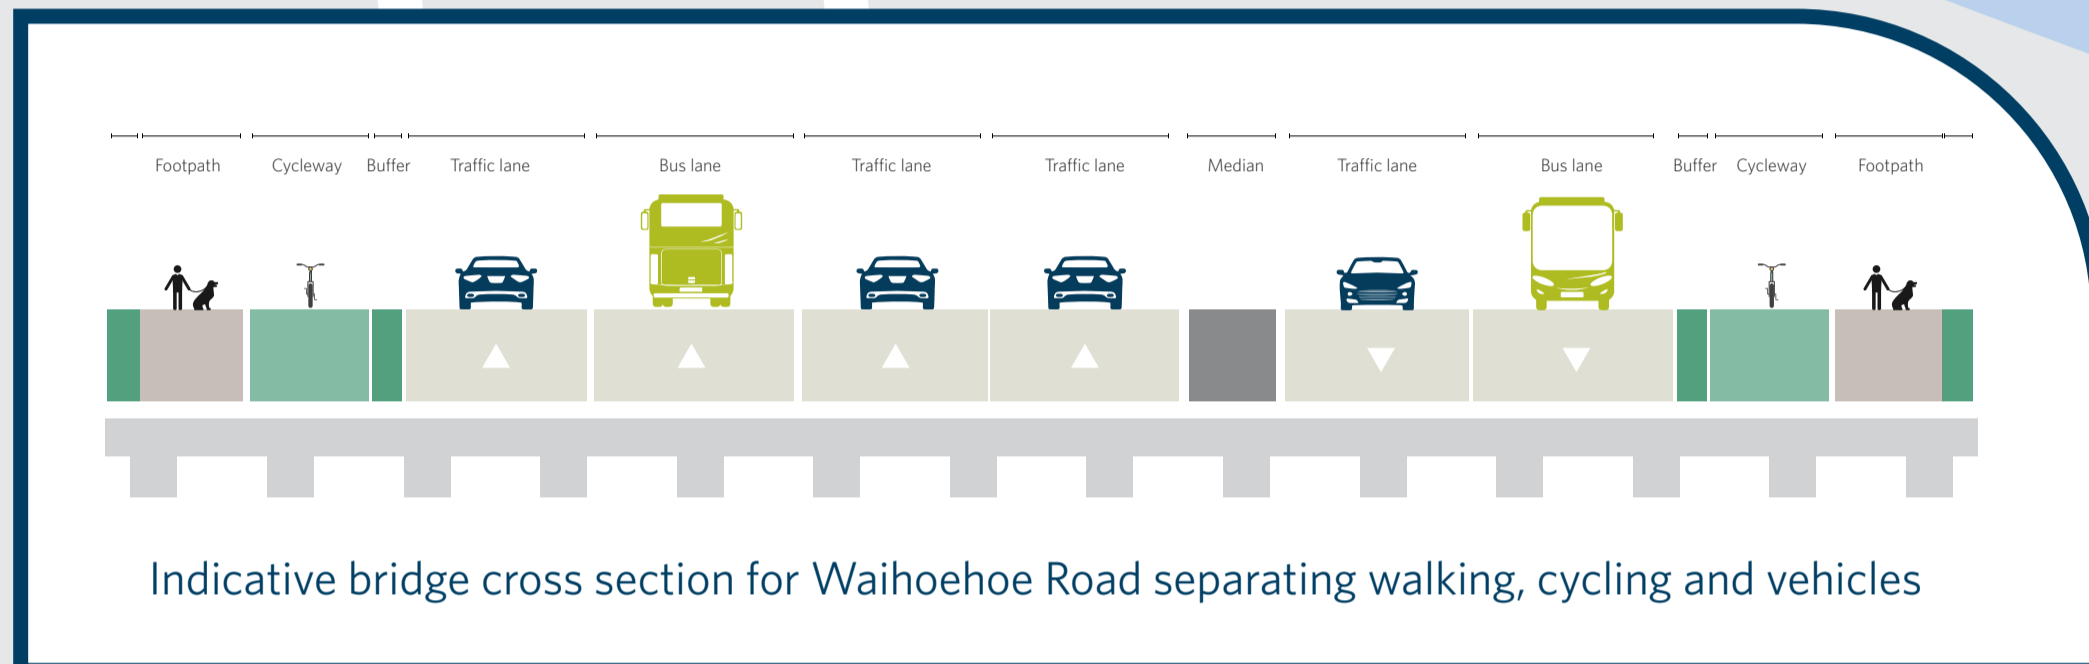 Footpath Cycleway Buffer Traffic lane Bus lane Traffic lane Traffic lane Median Traffic lane Bus lane Buffer Cycleway Footpath
Indicative bridge cross section for Waihoehoe Road separating walking, cycling and vehicles